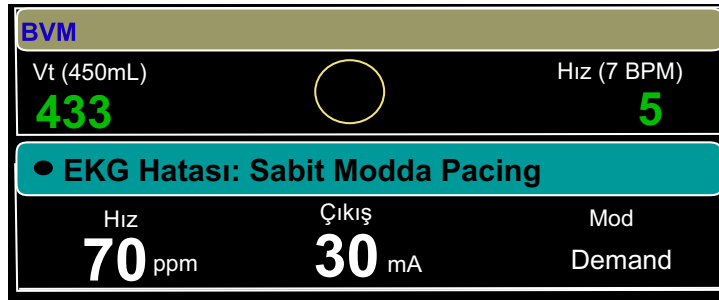 BVM
Vt (450mL)
Hız (7 BPM)
433
5
EKG Hatası: Sabit Modda Pacing
Hız
Çıkış
Mod
70 ppm
30 mA
Demand